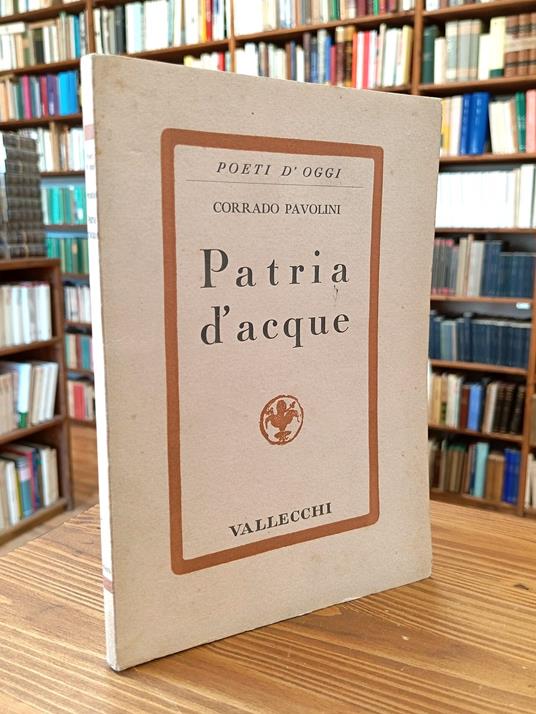 POETI D'OGGI
CORRADO PAVOLINI
Patria
d'acque
VALLECCHI